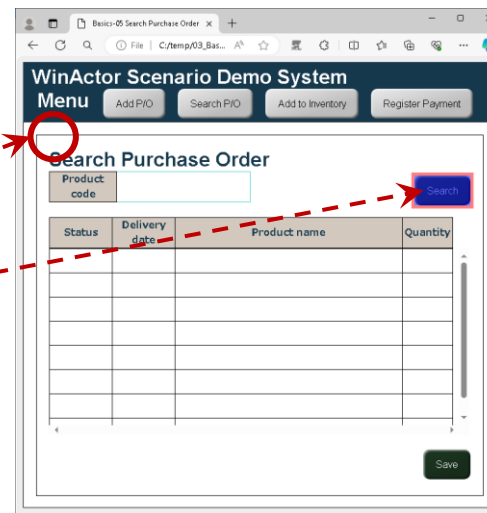 Basics-05 Search Purchase Order
File C:/temp/03_Bas...
WinActor Scenario Demo System
Menu Add P/O Search P/O Add to Inventory Register Payment
Search Purchase Order
Product code Search
Status Delivery date Product name Quantity
Save